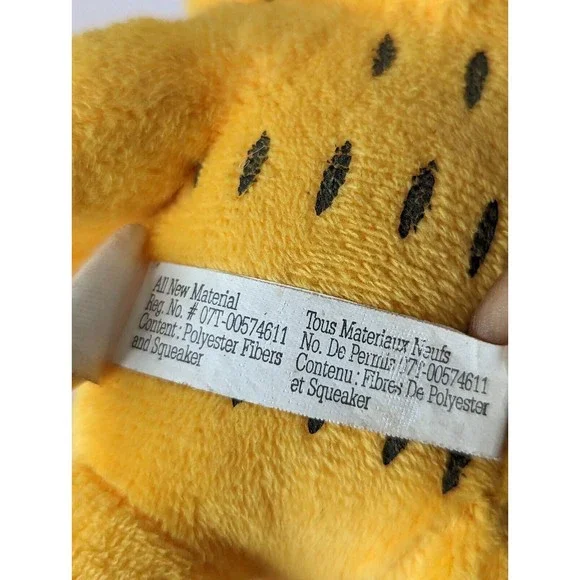 All New Material
Reg. No. # 07T-00574611
Content: Polyester Fibers
and Squeaker
Tous Materiaux Neufs
No. De Permis 07T-00574611
Contenu: Fibres De Polyester
et Squeaker